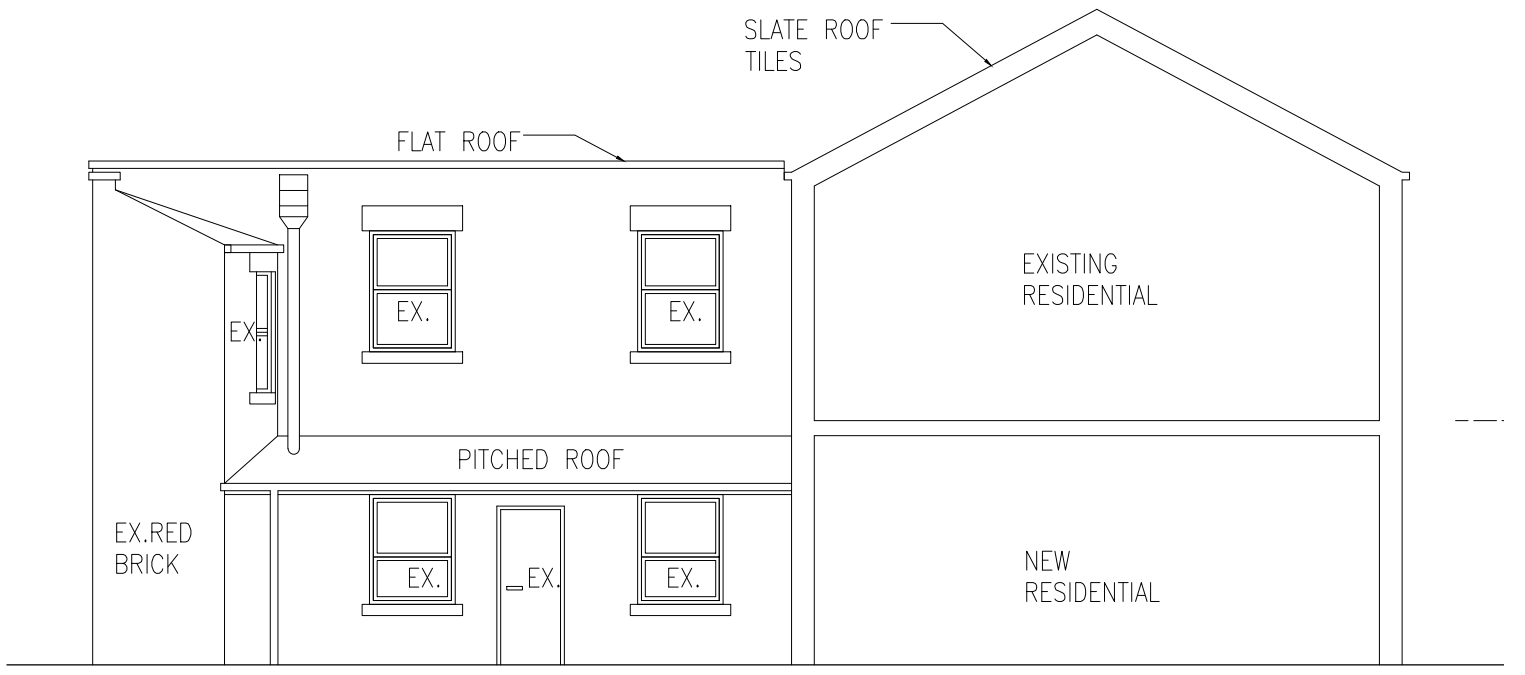 SLATE ROOF
TILES
FLAT ROOF
EXISTING
RESIDENTIAL
EX.
EX.
EX.
PITCHED ROOF
EX.RED
BRICK
NEW
RESIDENTIAL
EX.
EX.
EX.